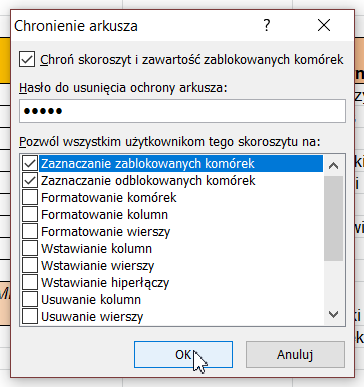 Chronienie arkusza
Chroń skoroszyt i zawartość zablokowanych komórek
Hasło do usunięcia ochrony arkusza:
●●●●●
Pozwól wszystkim użytkownikom tego skoroszytu na:
Zaznaczanie zablokowanych komórek
Zaznaczanie odblokowanych komórek
Formatowanie komórek
Formatowanie kolumn
Formatowanie wierszy
Wstawianie kolumn
Wstawianie wierszy
Wstawianie hiperłączy
Usuwanie kolumn
Usuwanie wierszy
OK
Anuluj